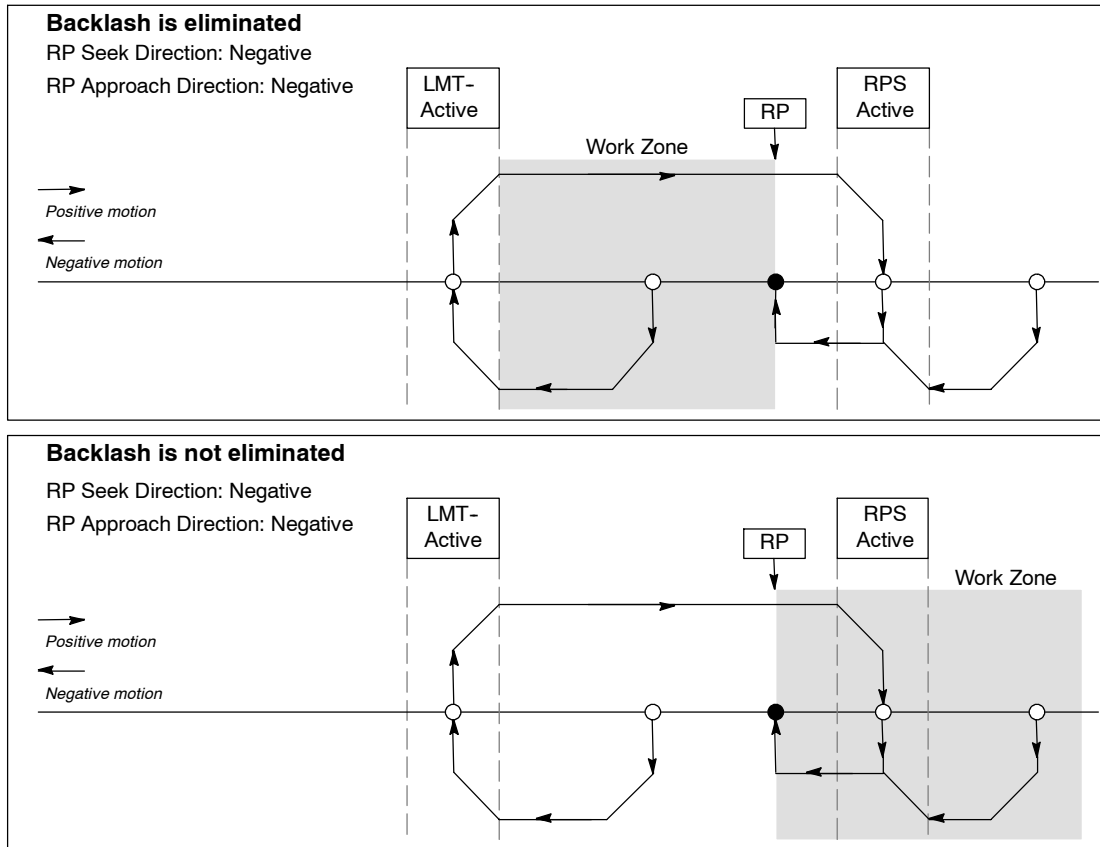 Backlash is eliminated
RP Seek Direction: Negative
RP Approach Direction: Negative
LMT-
Active
RP
RPS
Active
Work Zone
Positive motion
Negative motion
Backlash is not eliminated
RP Seek Direction: Negative
RP Approach Direction: Negative
LMT-
Active
RP
RPS
Active
Work Zone
Positive motion
Negative motion